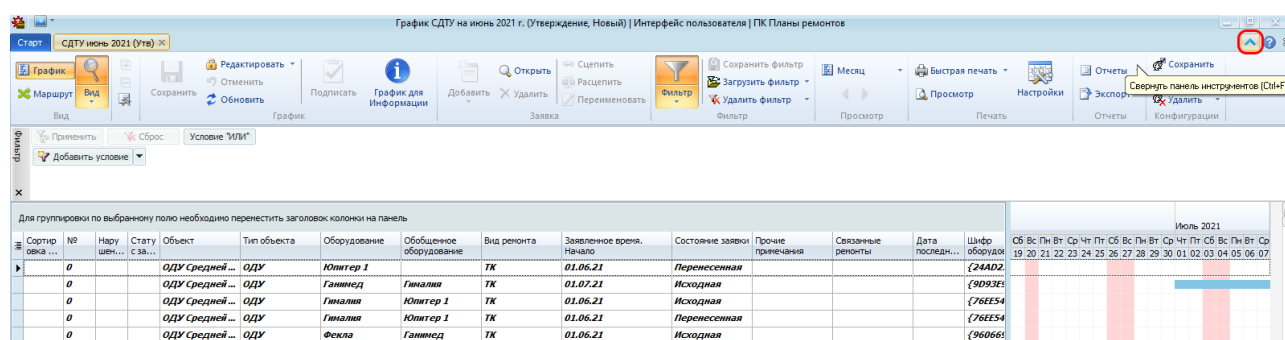 График СДТУ на июнь 2021 г. (Утверждение, Новый) | Интерфейс пользователя | ПК Планы ремонтов
Старт СДТУ июнь 2021 (Утв)
График
Маршрут
Вид
Вид
Сохранить
Редактировать
Отменить
Обновить
Подписать
График для
Информации
График
Добавить
Открыть
Удалить
Сцепить
Расцепить
Переименовать
Заявка
Фильтр
Сохранить фильтр
Загрузить фильтр
Удалить фильтр
Фильтр
Месяц
Просмотр
Быстрая печать
Просмотр
Настройки
Печать
Отчеты
Экспорт
Отчеты
Сохранить
Свернуть панель инструментов (Ctrl+F
Удалить
Конфигурации
Фильтр
Применить Сброс Условие "ИЛИ"
Добавить условие
Для группировки по выбранному полю необходимо переместить заголовок колонки на панель
Июль 2021
Сортир
овка ...
№
Нару
шен...
Стату
с за...
Объект
Тип объекта
Оборудование
Обобщенное
оборудование
Вид ремонта
Заявленное время.
Начало
Состояние заявки
Прочие
примечания
Связанные
ремонты
Дата
последн...
Шифр
оборудов
Сб Вс Пн Вт Ср Чт Пт Сб Вс Пн Вт Ср Чт Пт Сб Вс Пн Вт Ср
19 20 21 22 23 24 25 26 27 28 29 30 01 02 03 04 05 06 07
0 ОДУ Средней ... ОДУ Юпитер 1 ТК 01.06.21 Перенесенная {24AD2.
0 ОДУ Средней ... ОДУ Ганимед Гималия ТК 01.07.21 Исходная {9D93E9
0 ОДУ Средней ... ОДУ Гималия Юпитер 1 ТК 01.06.21 Исходная {76EE54
0 ОДУ Средней ... ОДУ Гималия Юпитер 1 ТК 01.06.21 Перенесенная {76EE54
0 ОДУ Средней ... ОДУ Фекла Ганимед ТК 01.06.21 Исходная {960669